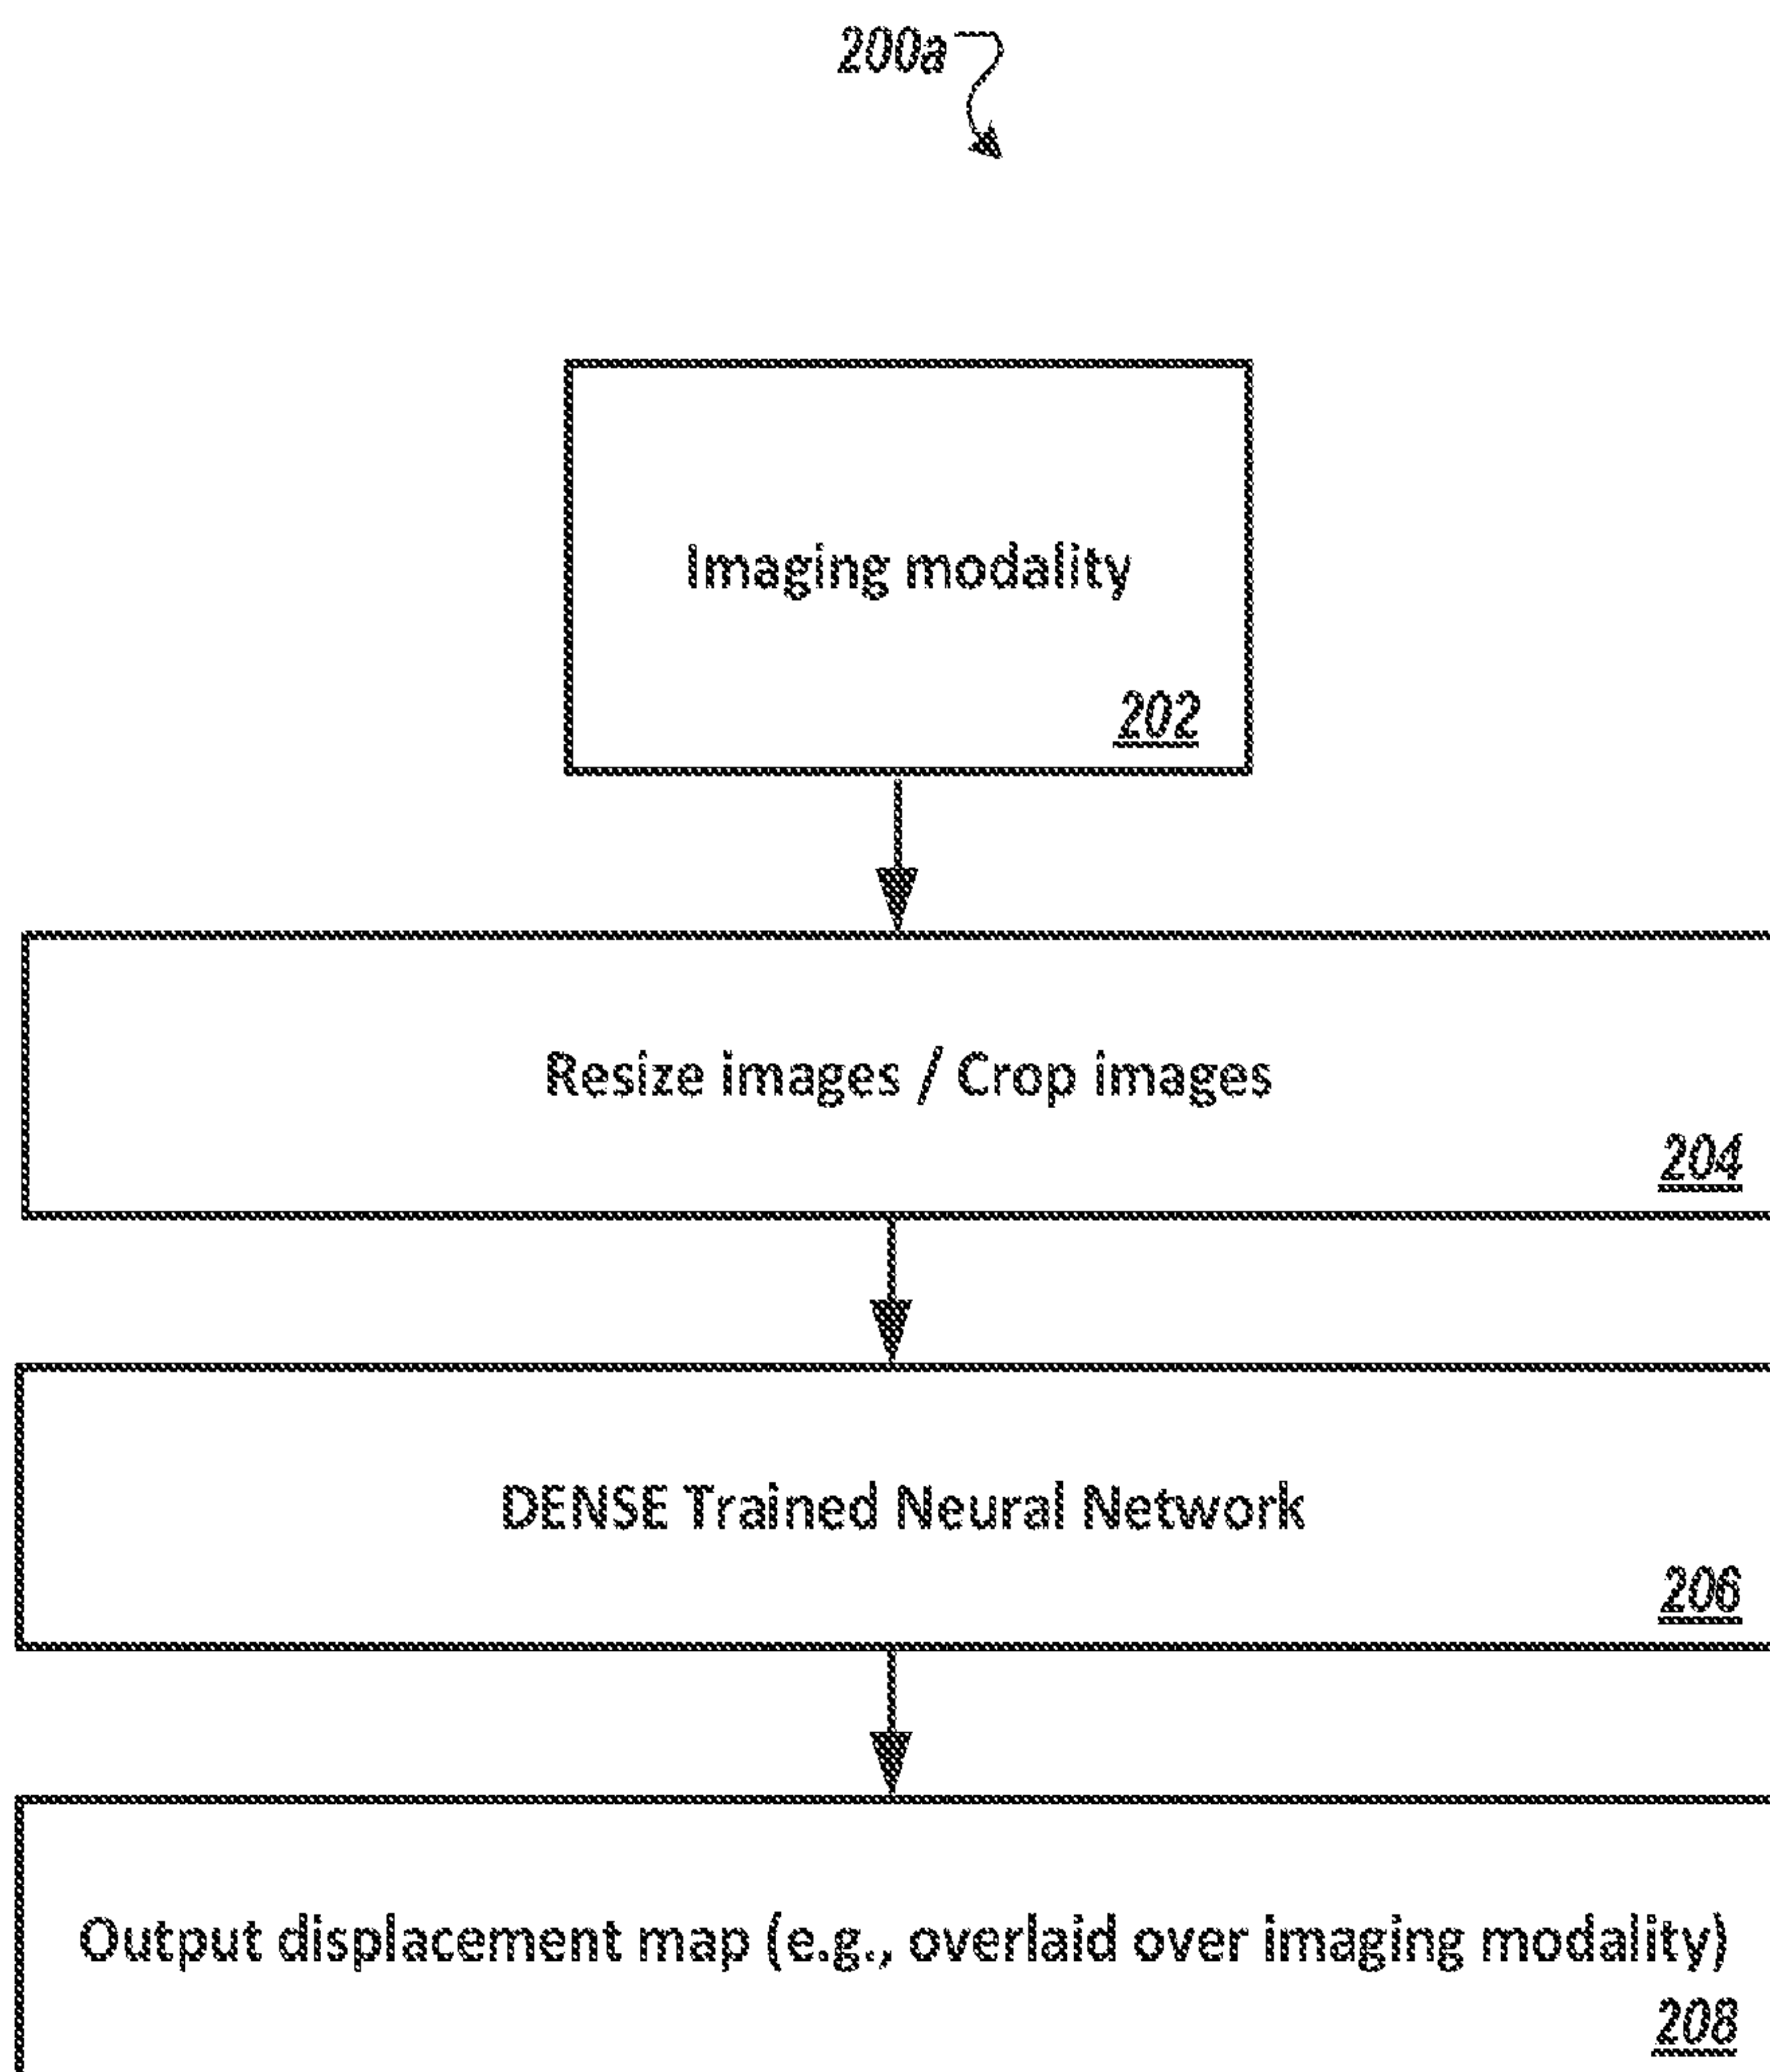 200a
Imaging modality
202
Resize images / Crop images
204
DENSE Trained Neural Network
206
Output displacement map (e.g., overlaid over imaging modality)
208